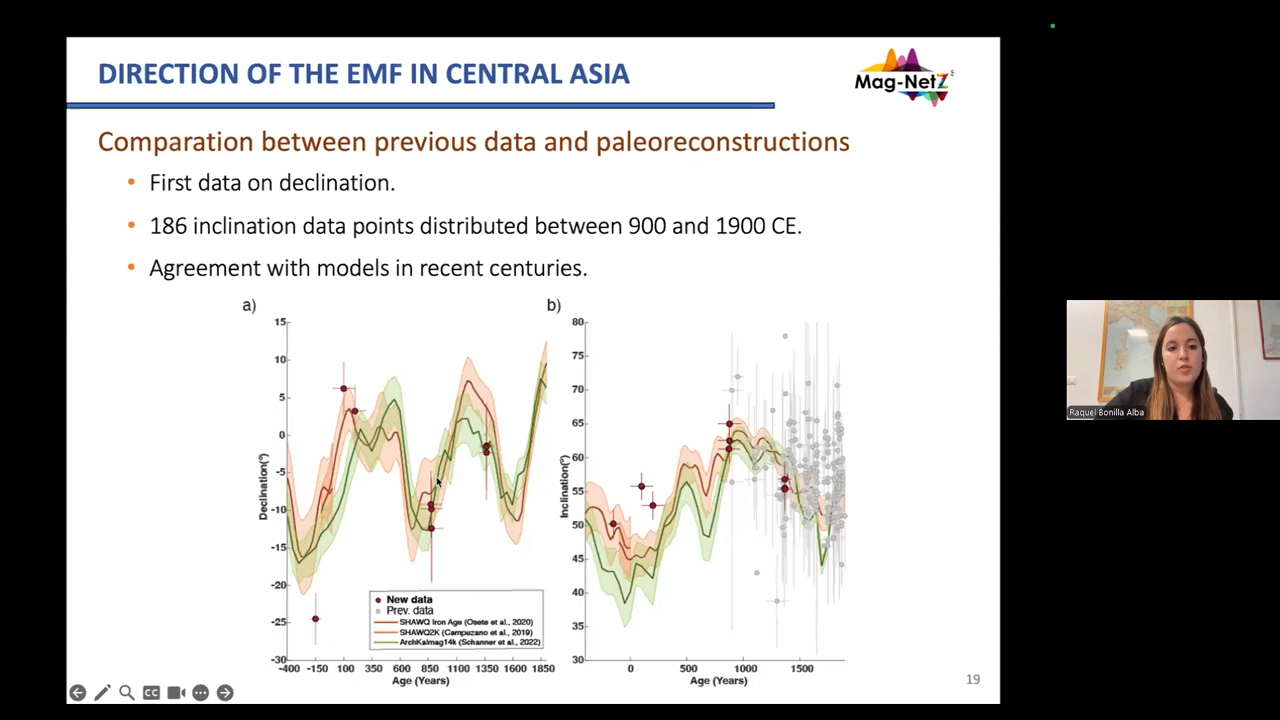 DIRECTION OF THE EMF IN CENTRAL ASIA
Mag-NetZ
Comparation between previous data and paleoreconstructions
• First data on declination.
• 186 inclination data points distributed between 900 and 1900 CE.
• Agreement with models in recent centuries.
a)
15
10
5
0
-5
-10
-15
-20
-25
-30
Declination(º)
New data
Prev. data
SHAWQ Iron Age (Osete et al., 2020)
SHAWQ2K (Campuzano et al., 2019)
ArchKalmag14k (Schanner et al., 2022)
-400 -150 100 350 600 850 1100 1350 1600 1850
Age (Years)
b)
80
75
70
65
60
55
50
45
40
35
30
Inclination(º)
0 500 1000 1500
Age (Years)
CC
19
Raquel Bonilla Alba